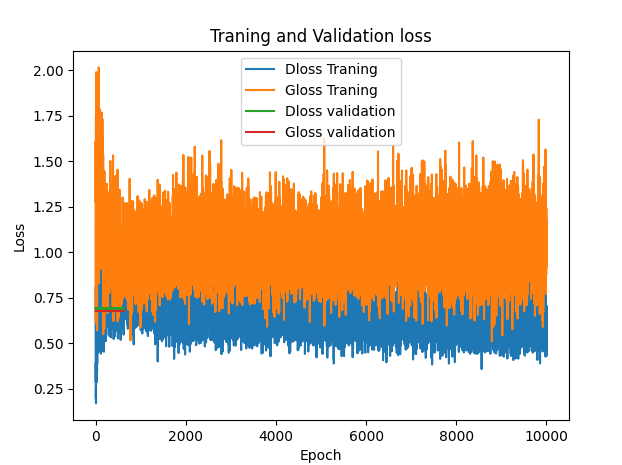 Traning and Validation loss
Dloss Traning
Gloss Traning
Dloss validation
Gloss validation
2.00
1.75
1.50
1.25
1.00
0.75
0.50
0.25
Loss
0 2000 4000 6000 8000 10000
Epoch